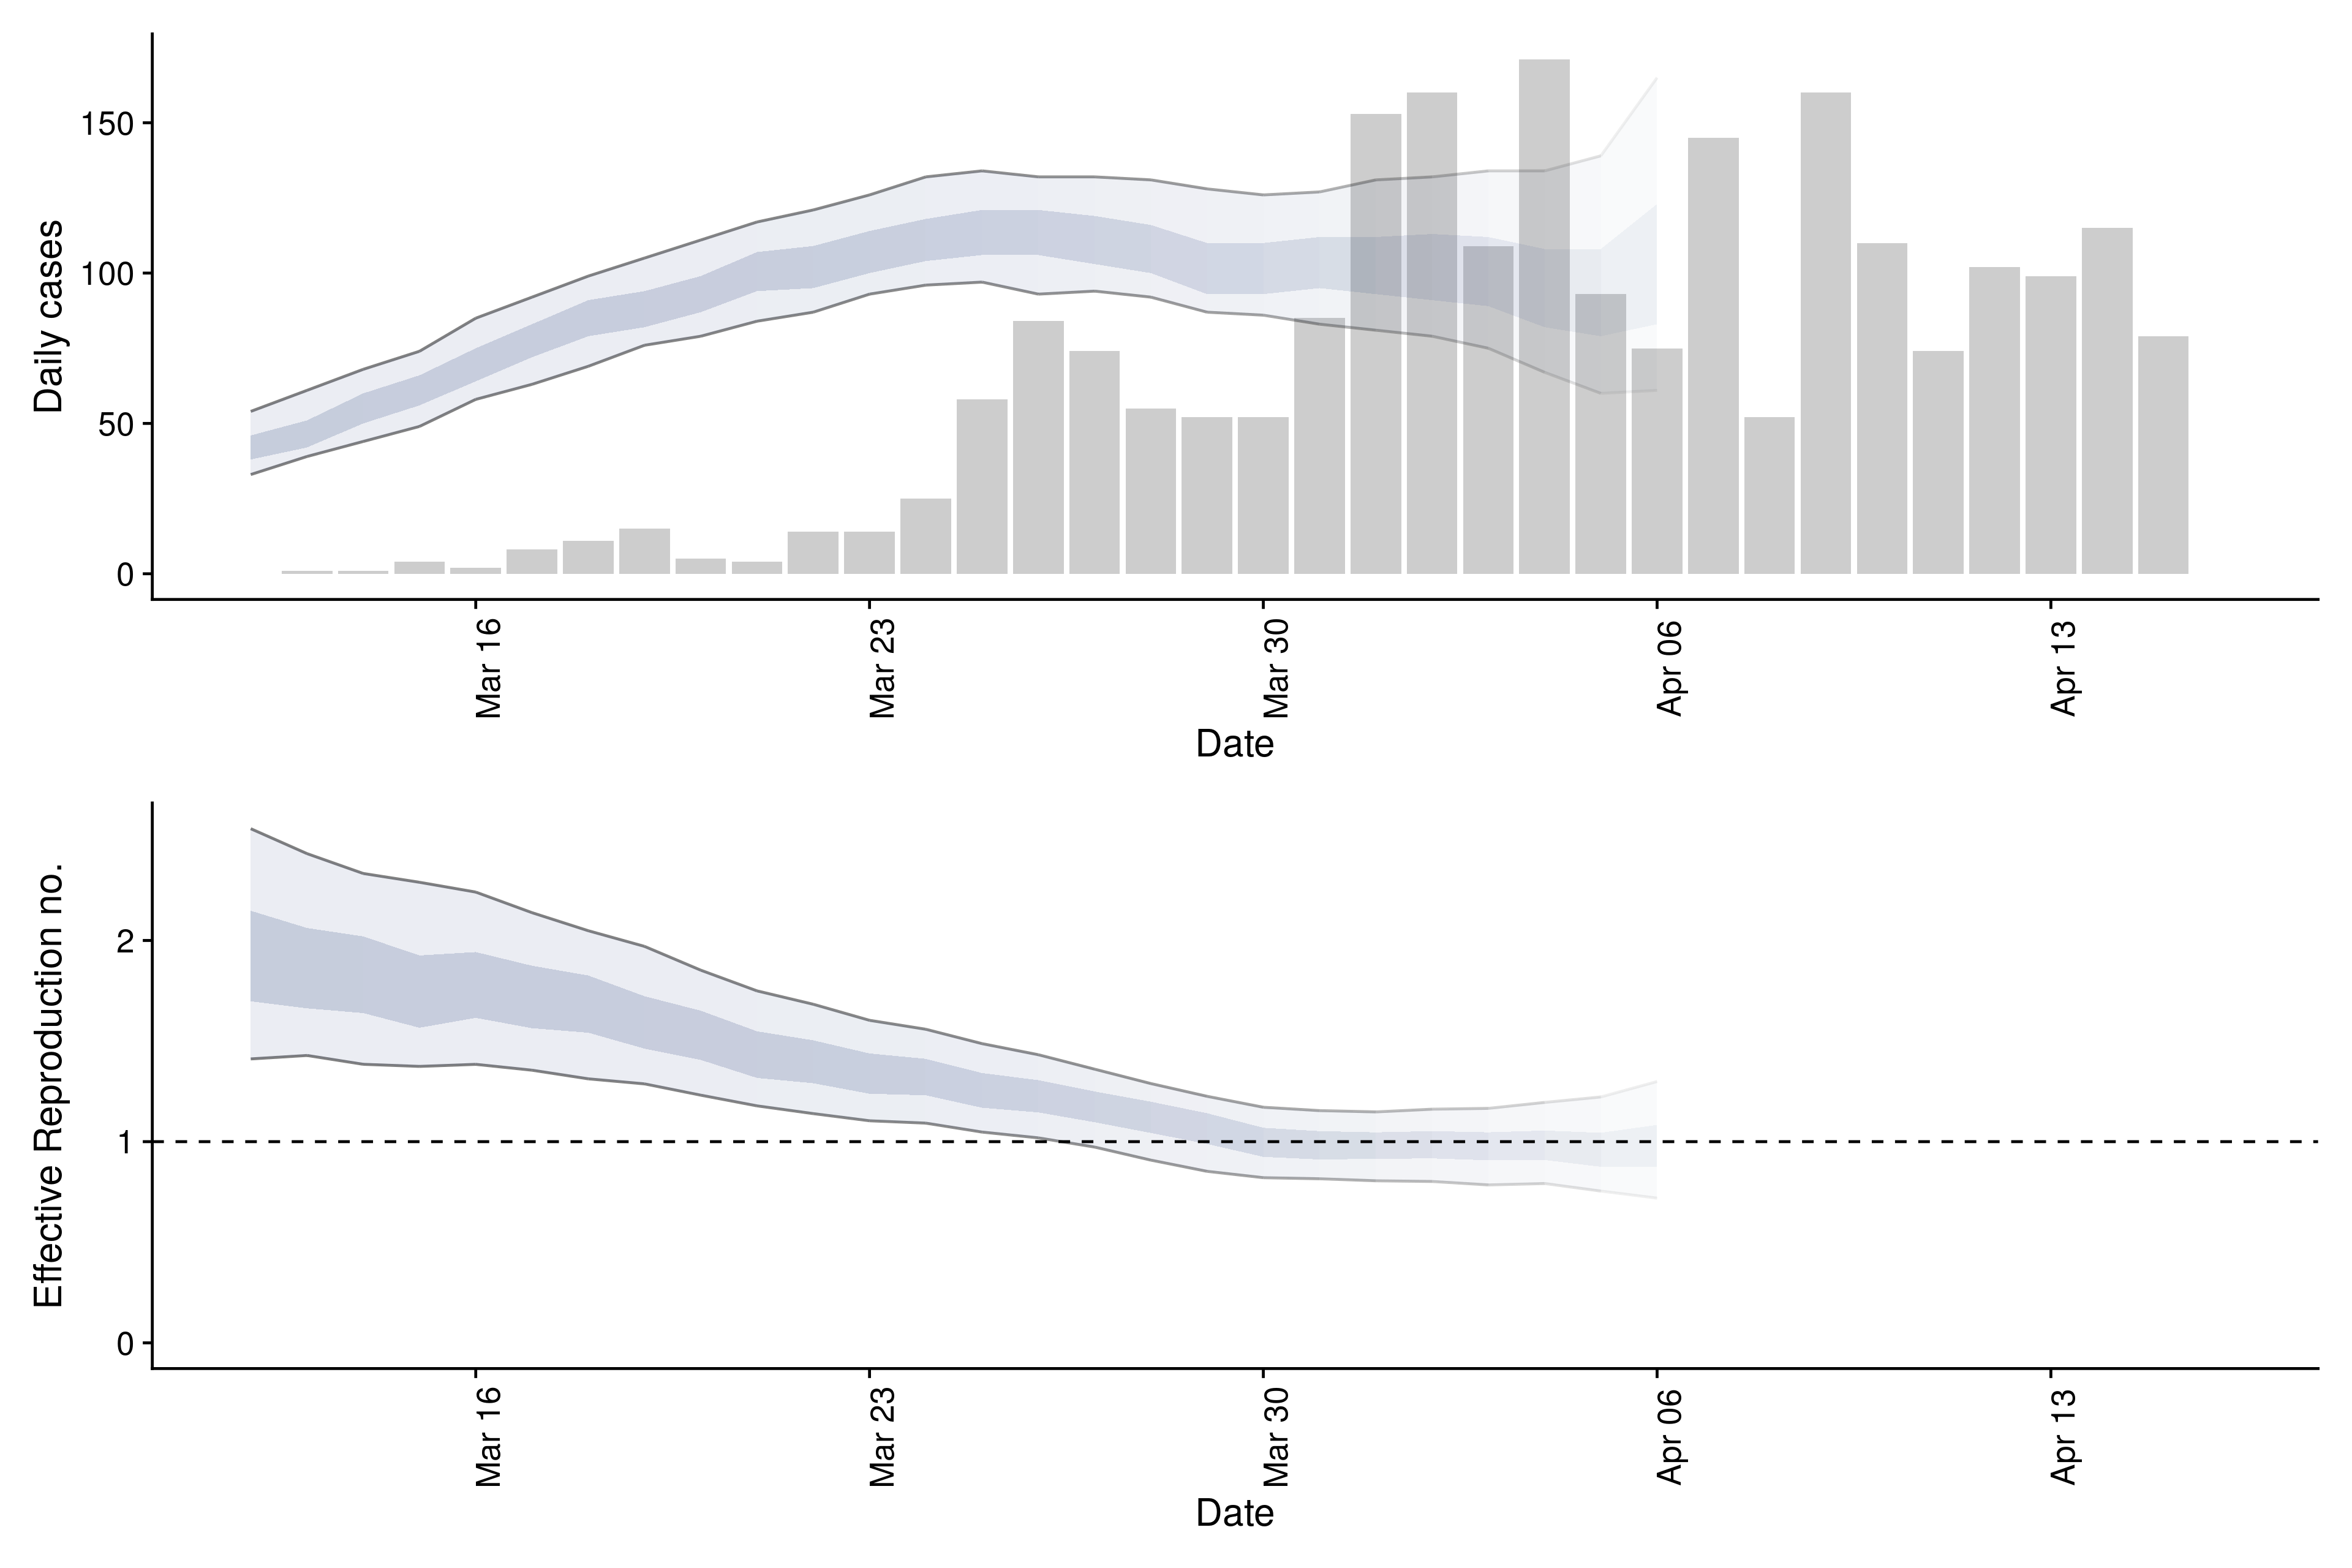 Daily cases
150
100
50
0
Mar 16
Mar 23
Mar 30
Apr 06
Apr 13
Date
Effective Reproduction no.
2
1
0
Mar 16
Mar 23
Mar 30
Apr 06
Apr 13
Date